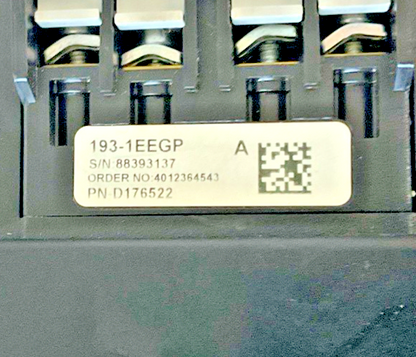 193-1EEGP A
S/N:88393137
ORDER NO:4012364543
PN-D176522